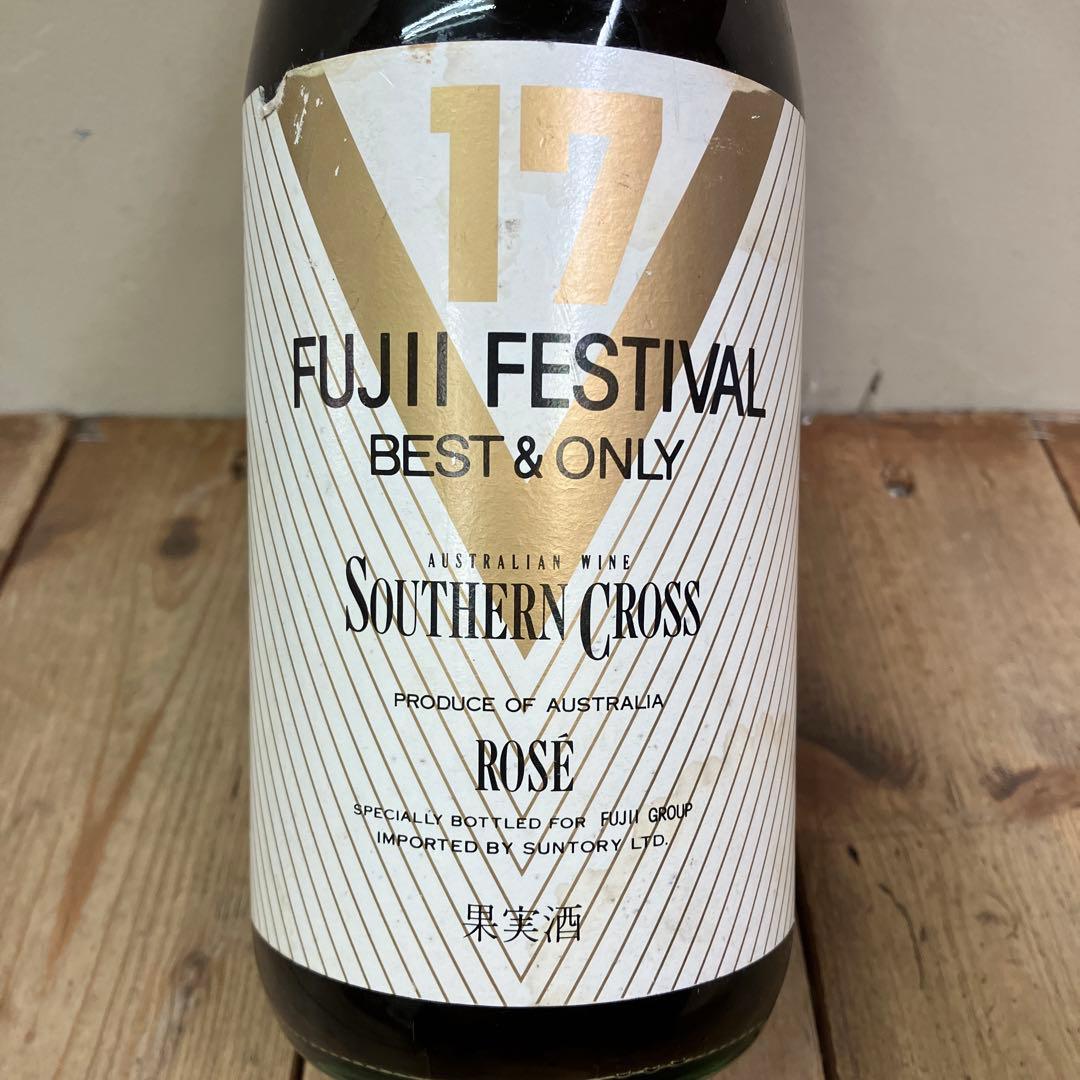 17
FUJII FESTIVAL
BEST & ONLY
AUSTRALIAN WINE
SOUTHERN CROSS
PRODUCE OF AUSTRALIA
ROSÉ
SPECIALLY BOTTLED FOR FUJII GROUP
IMPORTED BY SUNTORY LTD.
果実酒